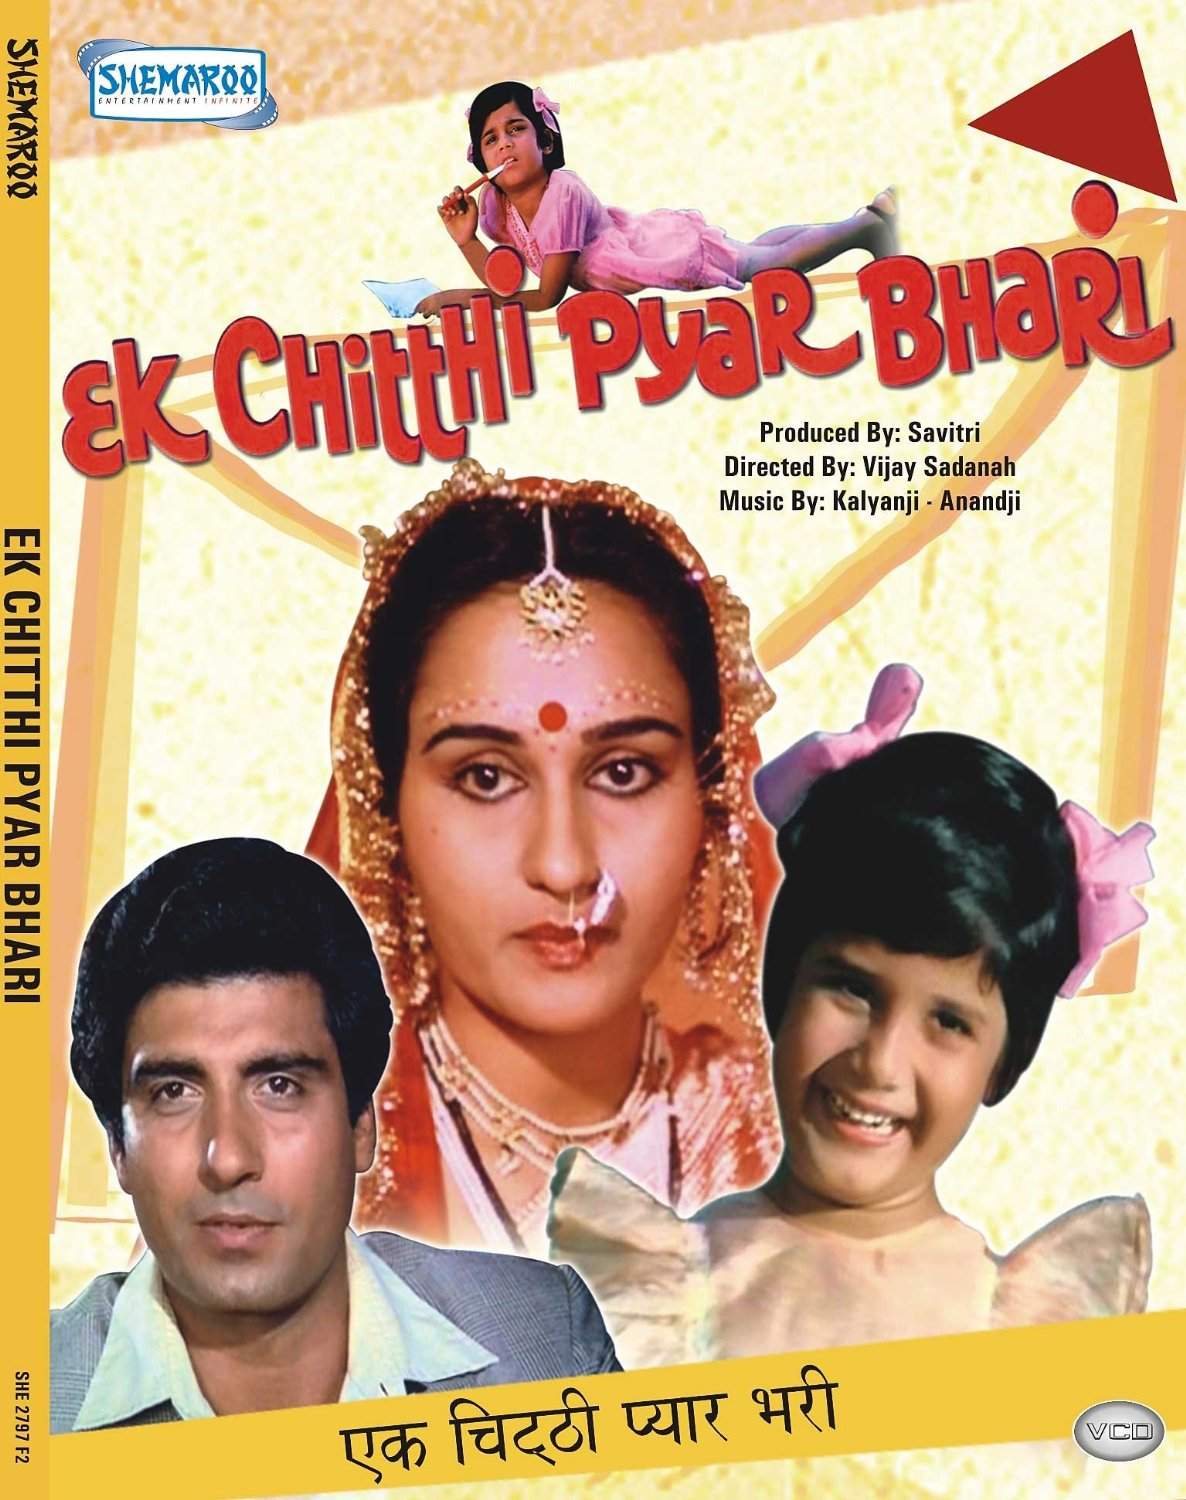 SHEMAROO
ENTERTAINMENT INFINITE
EK CHITTHI PYAR BHARI
Produced By: Savitri
Directed By: Vijay Sadanah
Music By: Kalyanji - Anandji
एक चिट्ठी प्यार भरी
VCD
SHEMAROO
EK CHITTHI PYAR BHARI
SHE 2797 F2